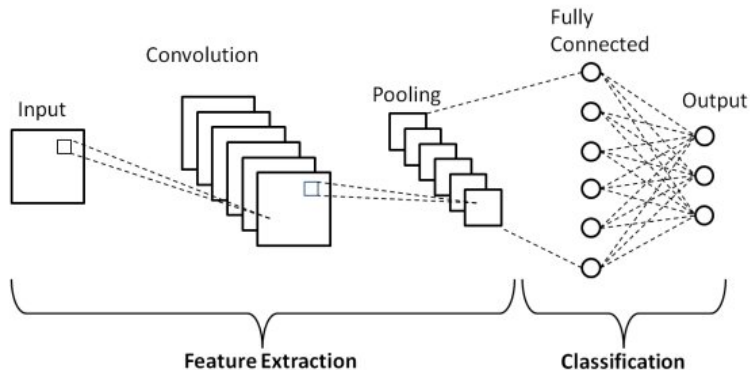 Input
Convolution
Pooling
Fully
Connected
Output
Feature Extraction
Classification